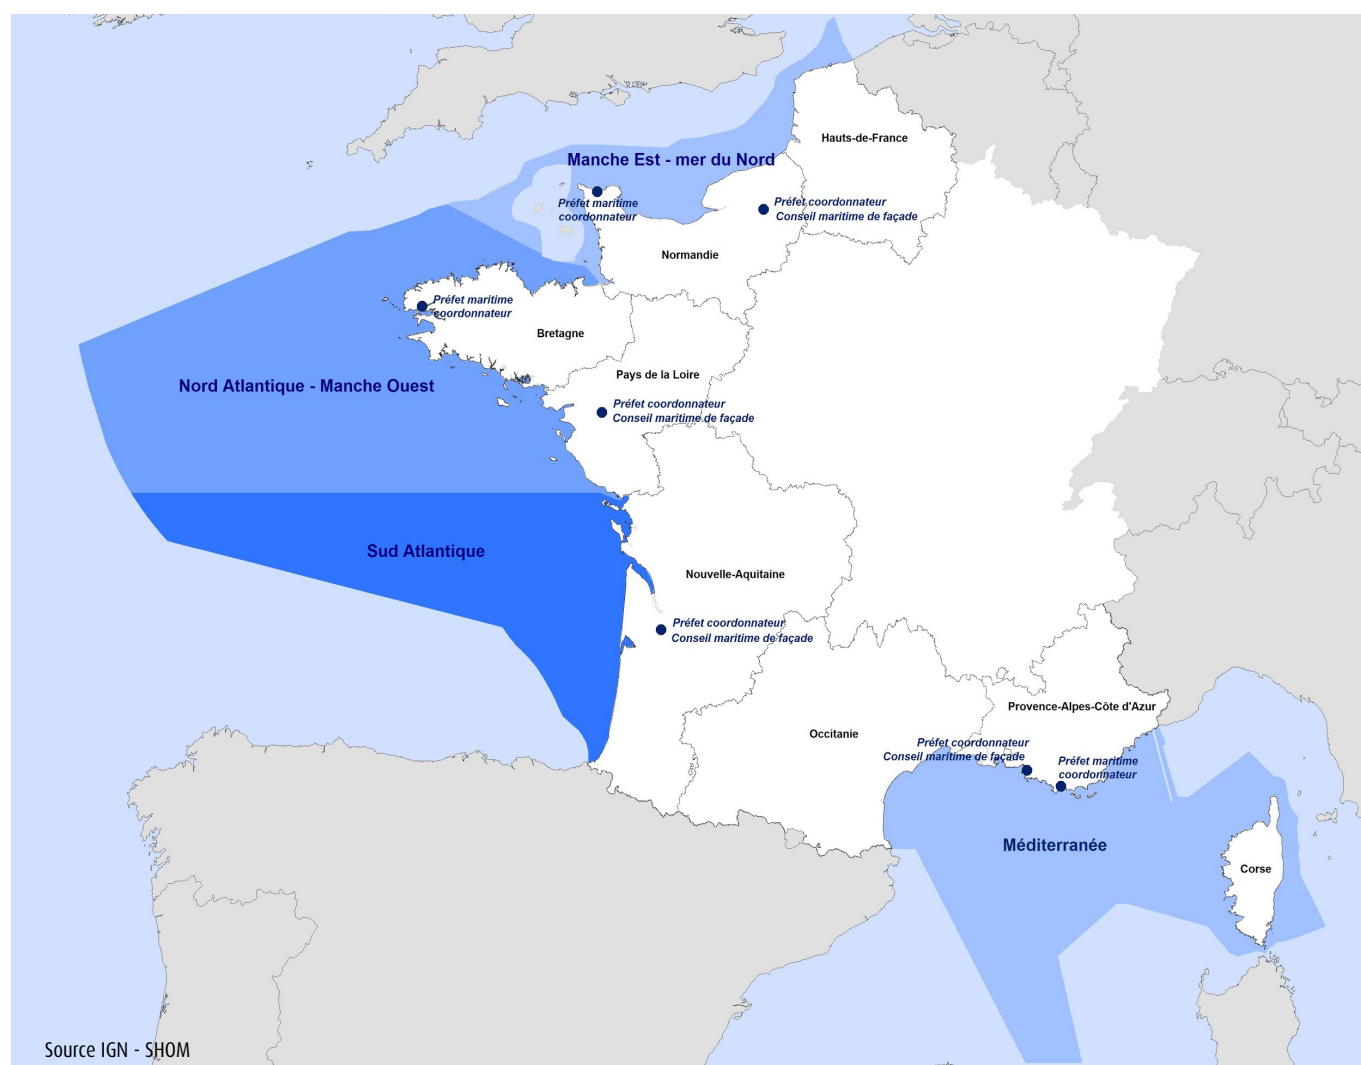 Hauts-de-France
Manche Est - mer du Nord
Préfet maritime
coordonnateur
Préfet coordonnateur
Conseil maritime de façade
Normandie
Préfet maritime
coordonnateur
Bretagne
Pays de la Loire
Nord Atlantique - Manche Ouest
Préfet coordonnateur
Conseil maritime de façade
Sud Atlantique
Nouvelle-Aquitaine
Préfet coordonnateur
Conseil maritime de façade
Provence-Alpes-Côte d'Azur
Occitanie
Préfet coordonnateur
Conseil maritime de façade
Préfet maritime
coordonnateur
Méditerranée
Corse
Source IGN - SHOM